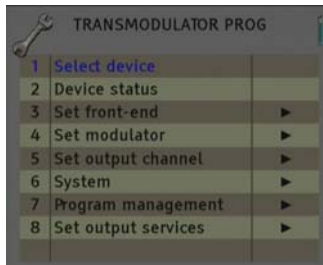 TRANSMODULATOR PROG
1 Select device
2 Device status
3 Set front-end ►
4 Set modulator ►
5 Set output channel ►
6 System ►
7 Program management ►
8 Set output services ►